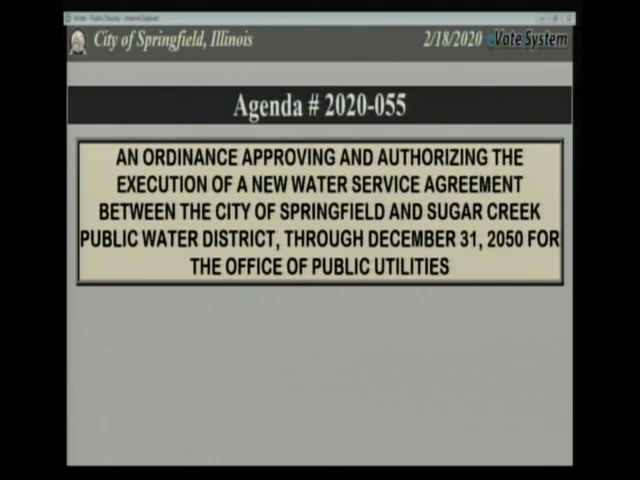 City of Springfield, Illinois 2/18/2020 eVote System
Agenda # 2020-055
AN ORDINANCE APPROVING AND AUTHORIZING THE
EXECUTION OF A NEW WATER SERVICE AGREEMENT
BETWEEN THE CITY OF SPRINGFIELD AND SUGAR CREEK
PUBLIC WATER DISTRICT, THROUGH DECEMBER 31, 2050 FOR
THE OFFICE OF PUBLIC UTILITIES